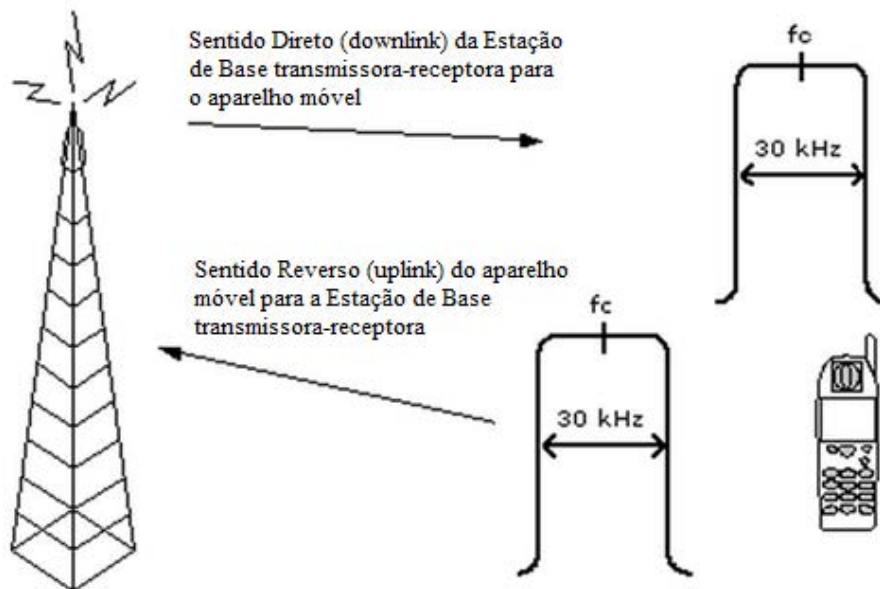 Sentido Direto (downlink) da Estação
de Base transmissora-receptora para
o aparelho móvel
fc
30 kHz
Sentido Reverso (uplink) do aparelho
móvel para a Estação de Base
transmissora-receptora
fc
30 kHz